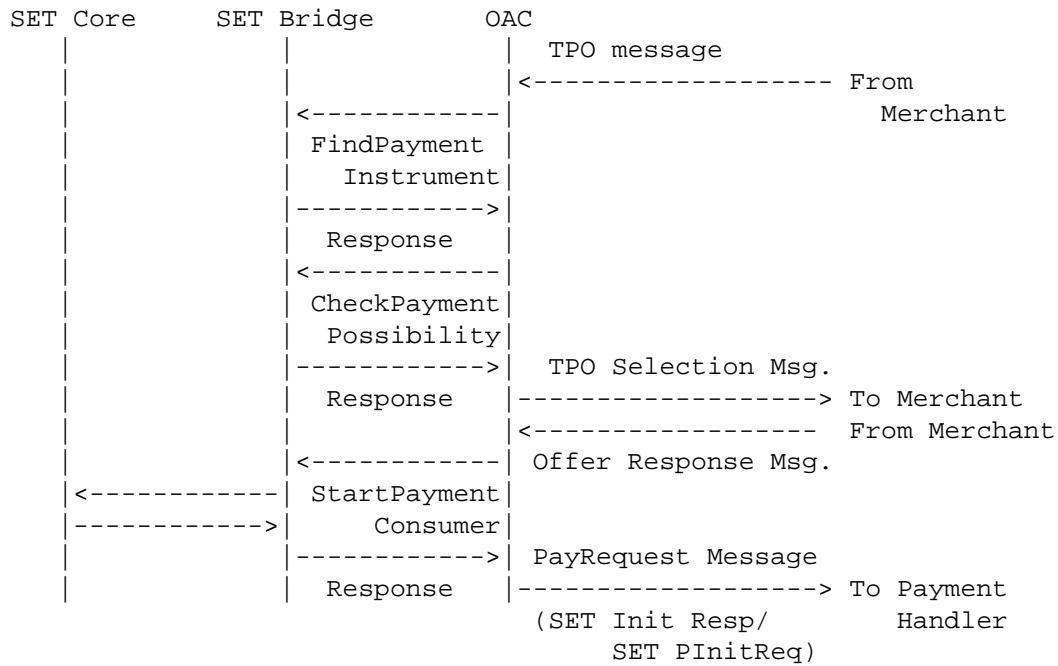 SET Core     SET Bridge       OAC
    |             |             |  TPO message
    |             |             |<------------------- From
    |             |<------------|                       Merchant
    |             | FindPayment |
    |             |   Instrument|
    |             |------------>|
    |             |  Response   |
    |             |<------------|
    |             | CheckPayment|
    |             |  Possibility|
    |             |------------>|  TPO Selection Msg.
    |             |  Response   |-------------------> To Merchant
    |             |             |<------------------  From Merchant
    |             |<------------| Offer Response Msg.
    |<------------| StartPayment|
    |------------>|     Consumer|
    |             |------------>| PayRequest Message
    |             |  Response   |-------------------> To Payment
                                  (SET Init Resp/        Handler
                                       SET PInitReq)